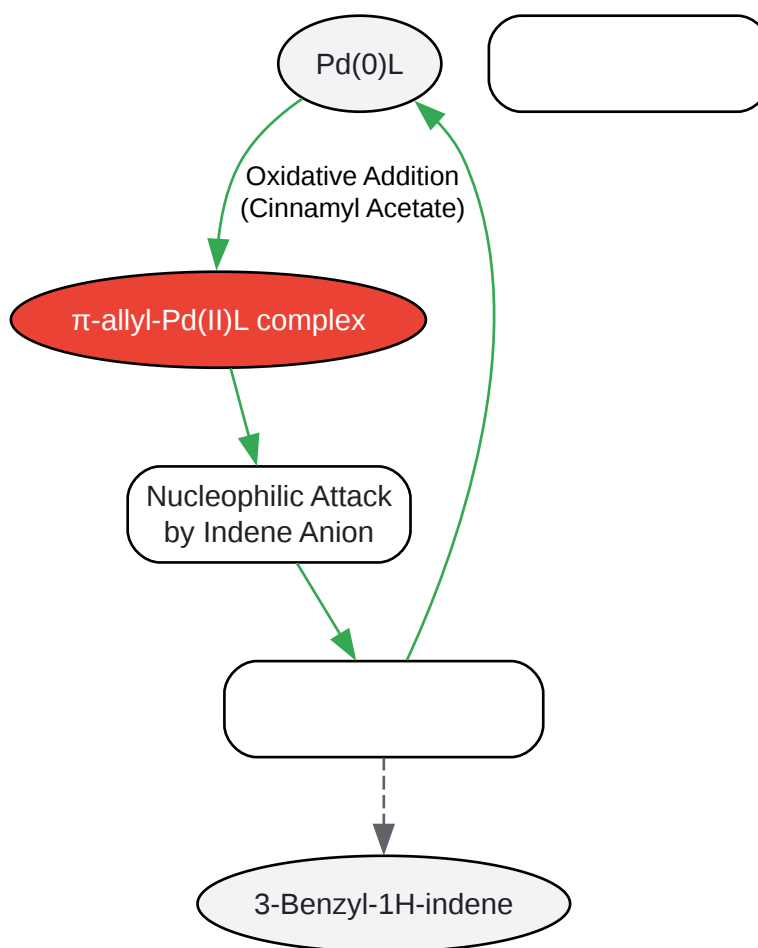 Pd(0)L
Oxidative Addition
(Cinnamyl Acetate)
π-allyl-Pd(II)L complex
Nucleophilic Attack
by Indene Anion
3-Benzyl-1H-indene